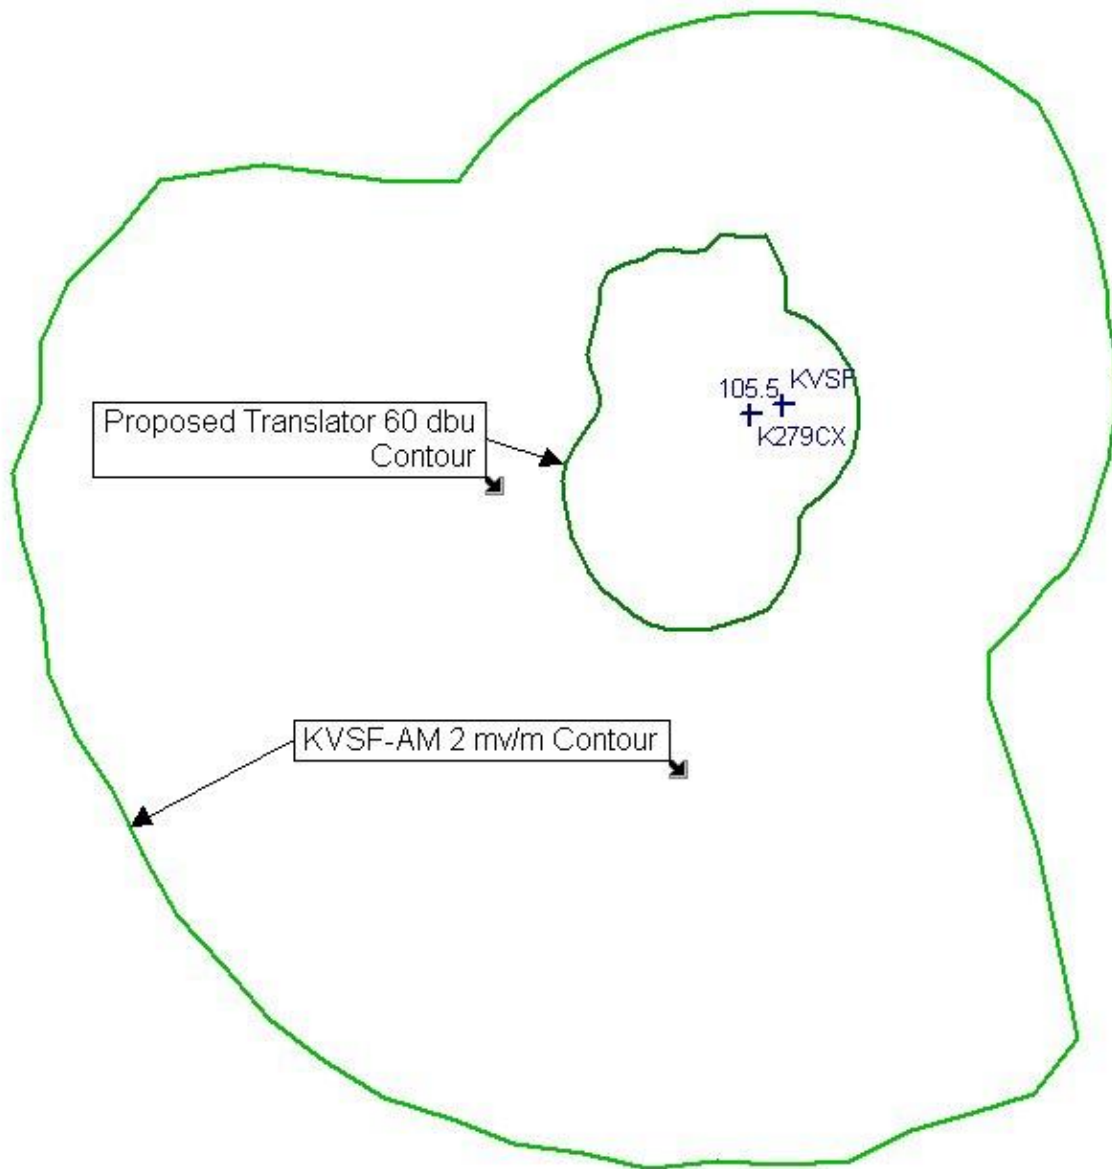 105.5
KVSF
K279CX
Proposed Translator 60 dbu
Contour
KVSF-AM 2 mv/m Contour